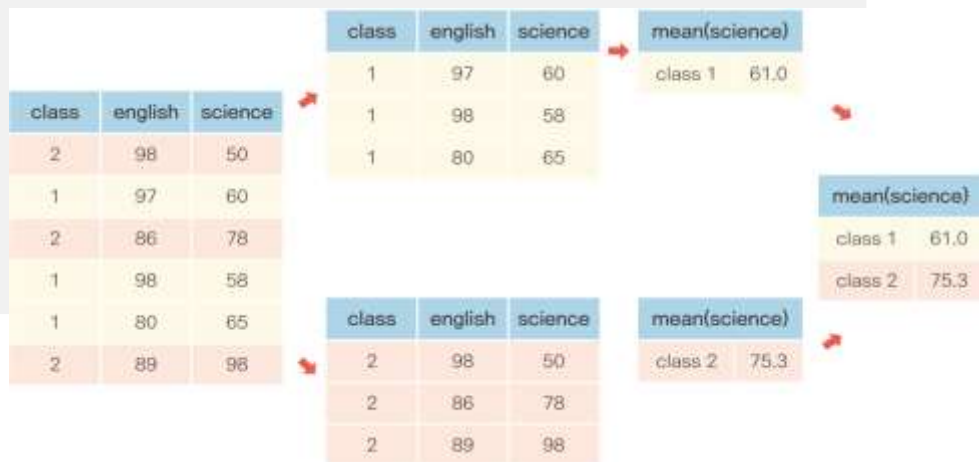 class english science
2 98 50
1 97 60
2 86 78
1 98 58
1 80 65
2 89 98
class english science
1 97 60
1 98 58
1 80 65
mean(science)
class 1 61.0
class english science
2 98 50
2 86 78
2 89 98
mean(science)
class 2 75.3
mean(science)
class 1 61.0
class 2 75.3